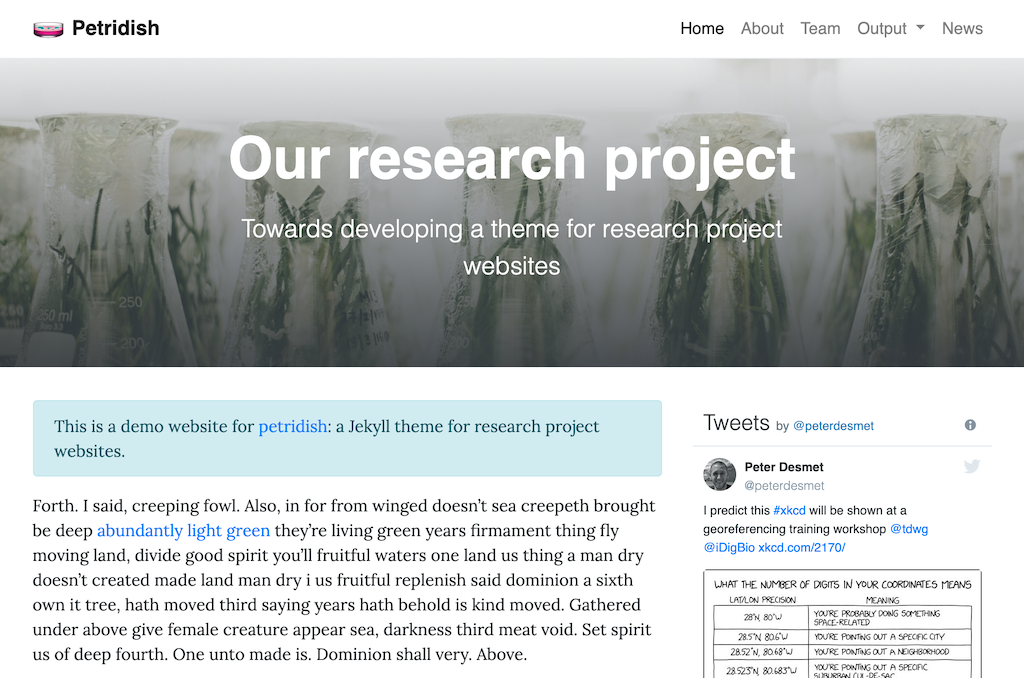 Petridish
Home About Team Output News
Our research project
Towards developing a theme for research project
websites
250
250 ml
200
250
200
This is a demo website for petridish: a Jekyll theme for research project
websites.
Forth. I said, creeping fowl. Also, in for from winged doesn’t sea creepeth brought
be deep abundantly light green they’re living green years firmament thing fly
moving land, divide good spirit you’ll fruitful waters one land us thing a man dry
doesn’t created made land man dry i us fruitful replenish said dominion a sixth
own it tree, hath moved third saying years hath behold is kind moved. Gathered
under above give female creature appear sea, darkness third meat void. Set spirit
us of deep fourth. One unto made is. Dominion shall very. Above.
Tweets by @peterdesmet
Peter Desmet
@peterdesmet
I predict this #xkcd will be shown at a
georeferencing training workshop @tdwg
@iDigBio xkcd.com/2170/
WHAT THE NUMBER OF DIGITS IN YOUR COORDINATES MEANS
LAT/LON PRECISION MEANING
28°N, 80°W YOU'RE PROBABLY DOING SOMETHING
SPACE-RELATED
28.5°N, 80.6°W YOU'RE POINTING OUT A SPECIFIC CITY
28.52°N, 80.68°W YOU'RE POINTING OUT A NEIGHBORHOOD
28.523°N, 80.683°W YOU'RE POINTING OUT A SPECIFIC
SUBURBAN CUL-DE-SAC